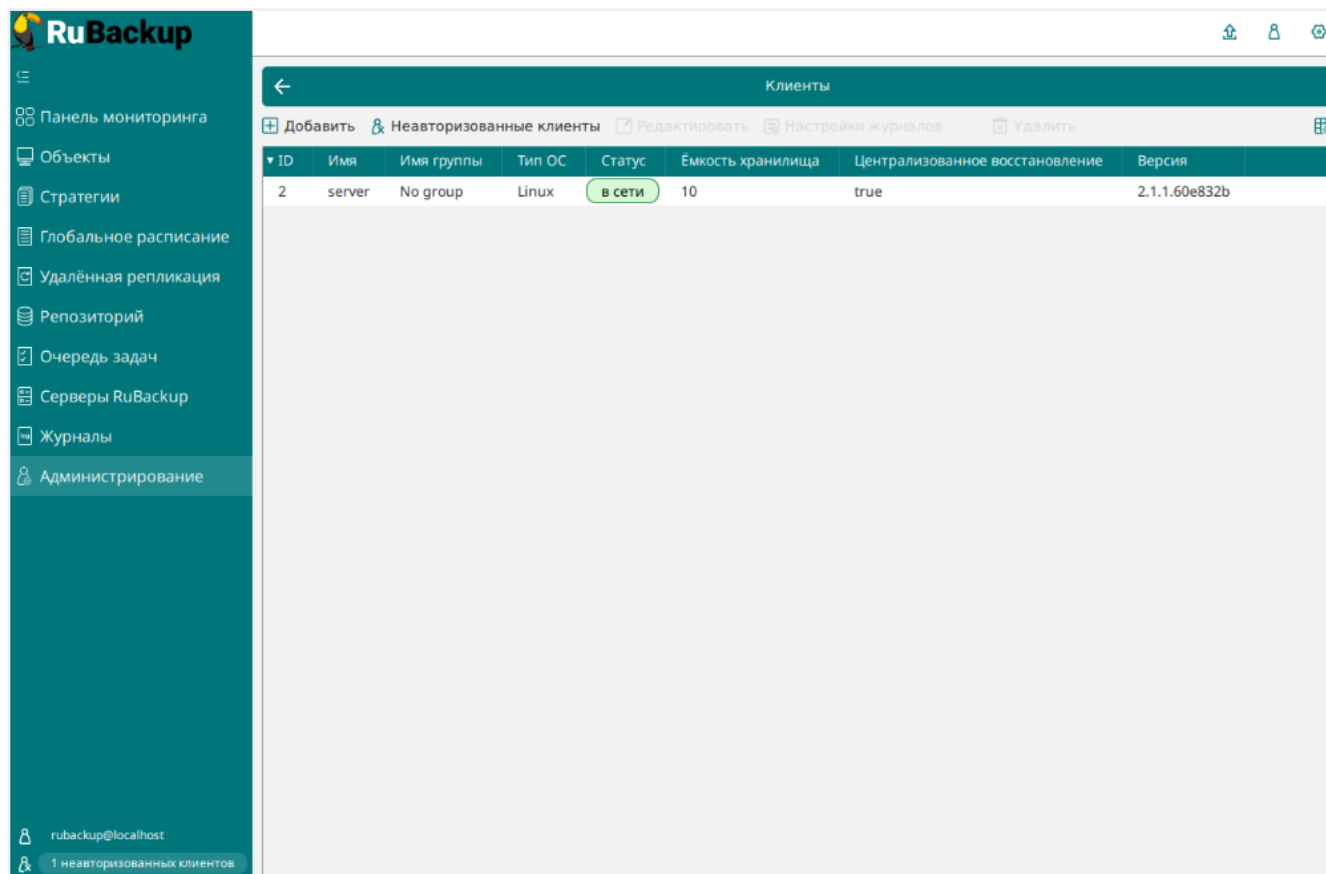 RuBackup
Клиенты
Панель мониторинга
Добавить Неавторизованные клиенты Редактировать Настройки журналов Удалить
Объекты
ID Имя Имя группы Тип ОС Статус Ёмкость хранилища Централизованное восстановление Версия
Стратегии
2 server No group Linux в сети 10 true 2.1.1.60e832b
Глобальное расписание
Удалённая репликация
Репозиторий
Очередь задач
Серверы RuBackup
Журналы
Администрирование
rubackup@localhost
1 неавторизованных клиентов